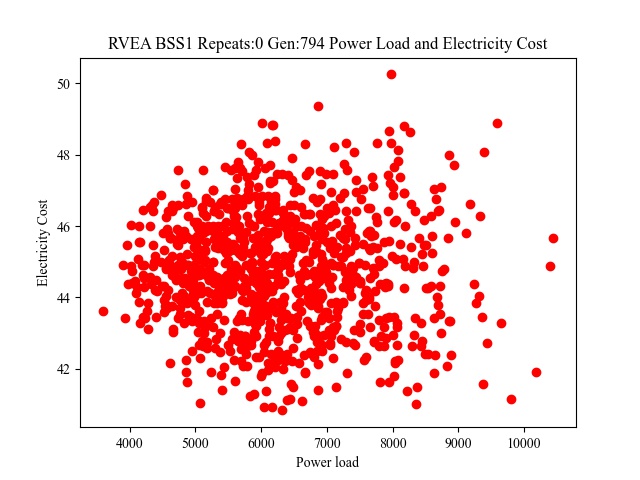 RVEA BSS1 Repeats:0 Gen:794 Power Load and Electricity Cost
50
48
46
44
42
Electricity Cost
4000 5000 6000 7000 8000 9000 10000
Power load